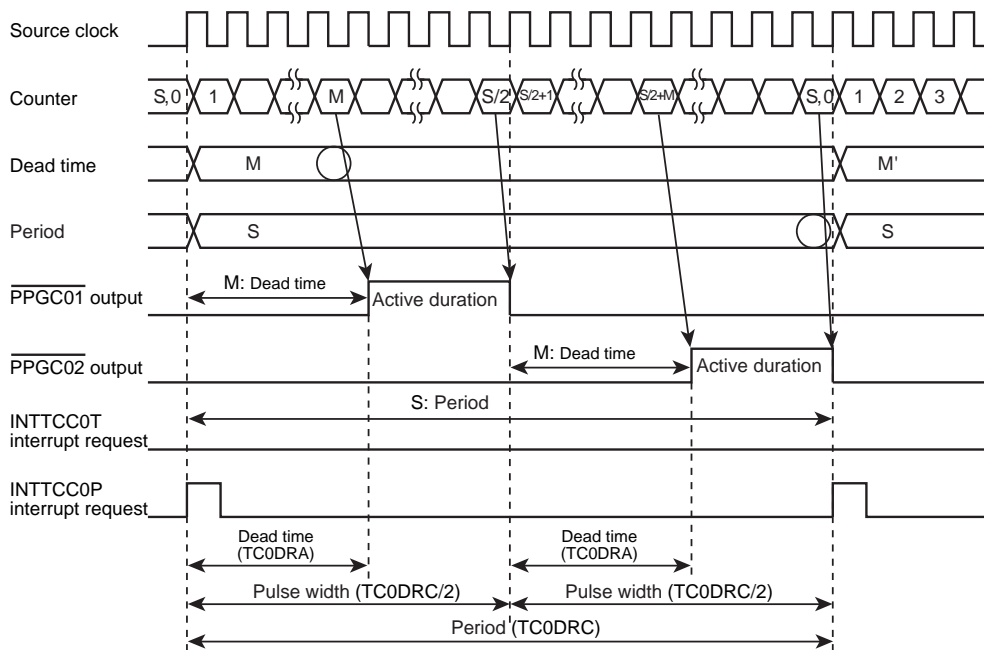 Source clock
Counter
S,0 1 M S/2 S/2+1 S/2+M S,0 1 2 3
Dead time
M M'
Period
S S
PPGC01 output
M: Dead time
Active duration
PPGC02 output
M: Dead time
Active duration
S: Period
INTTCC0T
interrupt request
INTTCC0P
interrupt request
Dead time
(TC0DRA)
Dead time
(TC0DRA)
Pulse width (TC0DRC/2) Pulse width (TC0DRC/2)
Period (TC0DRC)